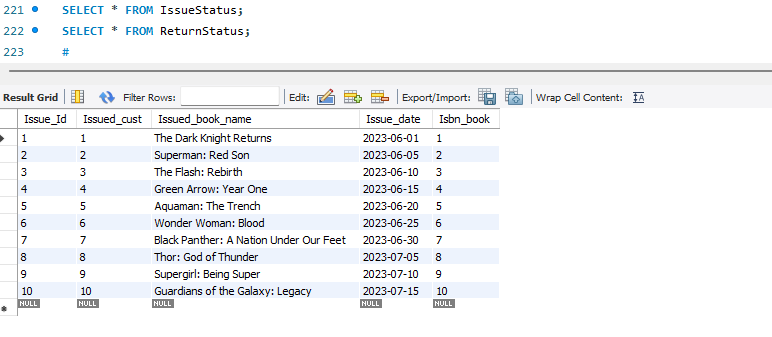 221 SELECT * FROM IssueStatus;
222 SELECT * FROM ReturnStatus;
223 #
Result Grid Filter Rows: Edit: Export/Import: Wrap Cell Content: IA
Issue_Id Issued_cust Issued_book_name Issue_date Isbn_book
1 1 The Dark Knight Returns 2023-06-01 1
2 2 Superman: Red Son 2023-06-05 2
3 3 The Flash: Rebirth 2023-06-10 3
4 4 Green Arrow: Year One 2023-06-15 4
5 5 Aquaman: The Trench 2023-06-20 5
6 6 Wonder Woman: Blood 2023-06-25 6
7 7 Black Panther: A Nation Under Our Feet 2023-06-30 7
8 8 Thor: God of Thunder 2023-07-05 8
9 9 Supergirl: Being Super 2023-07-10 9
10 10 Guardians of the Galaxy: Legacy 2023-07-15 10
NULL NULL NULL NULL NULL